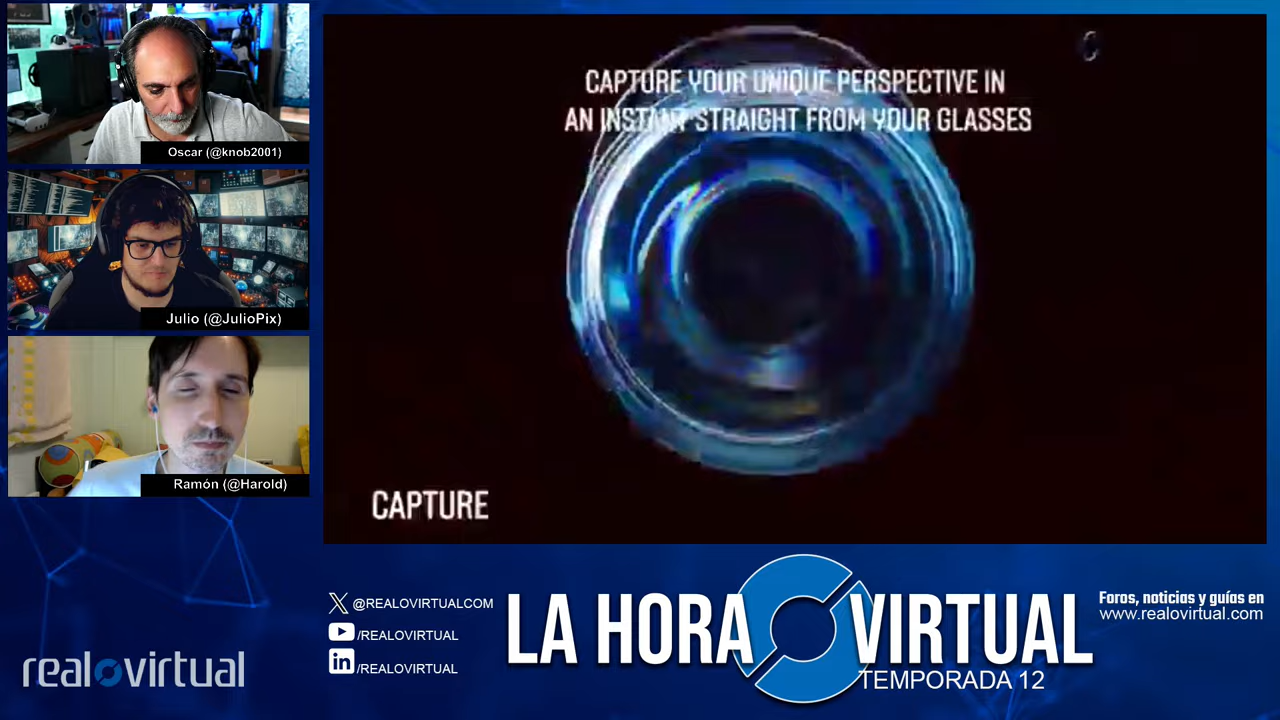 Oscar (@knob2001)
Julio (@JulioPix)
Ramón (@Harold)
CAPTURE YOUR UNIQUE PERSPECTIVE IN
AN INSTANT STRAIGHT FROM YOUR GLASSES
CAPTURE
@REALOVIRTUALCOM
/REALOVIRTUAL
/REALOVIRTUAL
LA HORA VIRTUAL
TEMPORADA 12
Foros, noticias y guías en
www.realovirtual.com
realovirtual